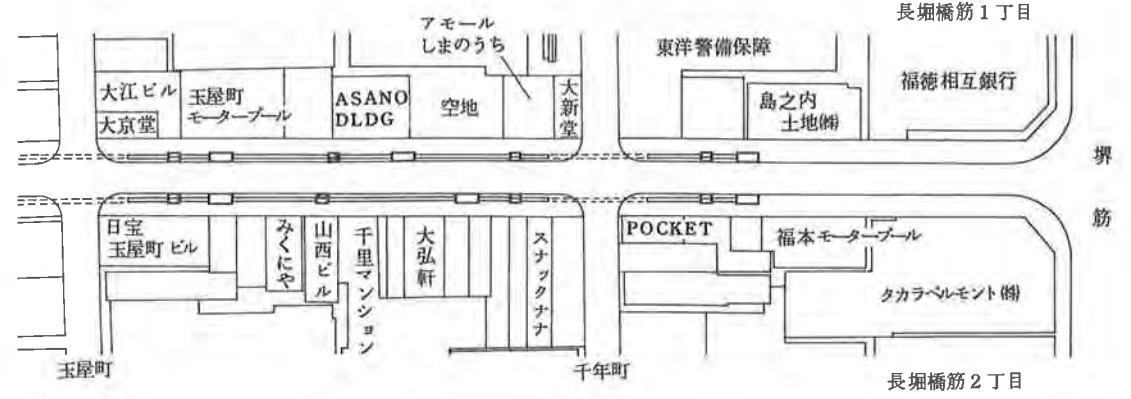 長堀橋筋1丁目
アモール
しまのうち
東洋警備保障
福徳相互銀行
大江ビル
玉屋町
モータープール
ASANO
DLDG
空地
大新堂
島之内
土地㈱
大京堂
堺筋
日宝
玉屋町ビル
みくにや
山西ビル
千里マンション
大弘軒
スナックナナ
POCKET
福本モータープール
タカラベルモント㈱
玉屋町
千年町
長堀橋筋2丁目